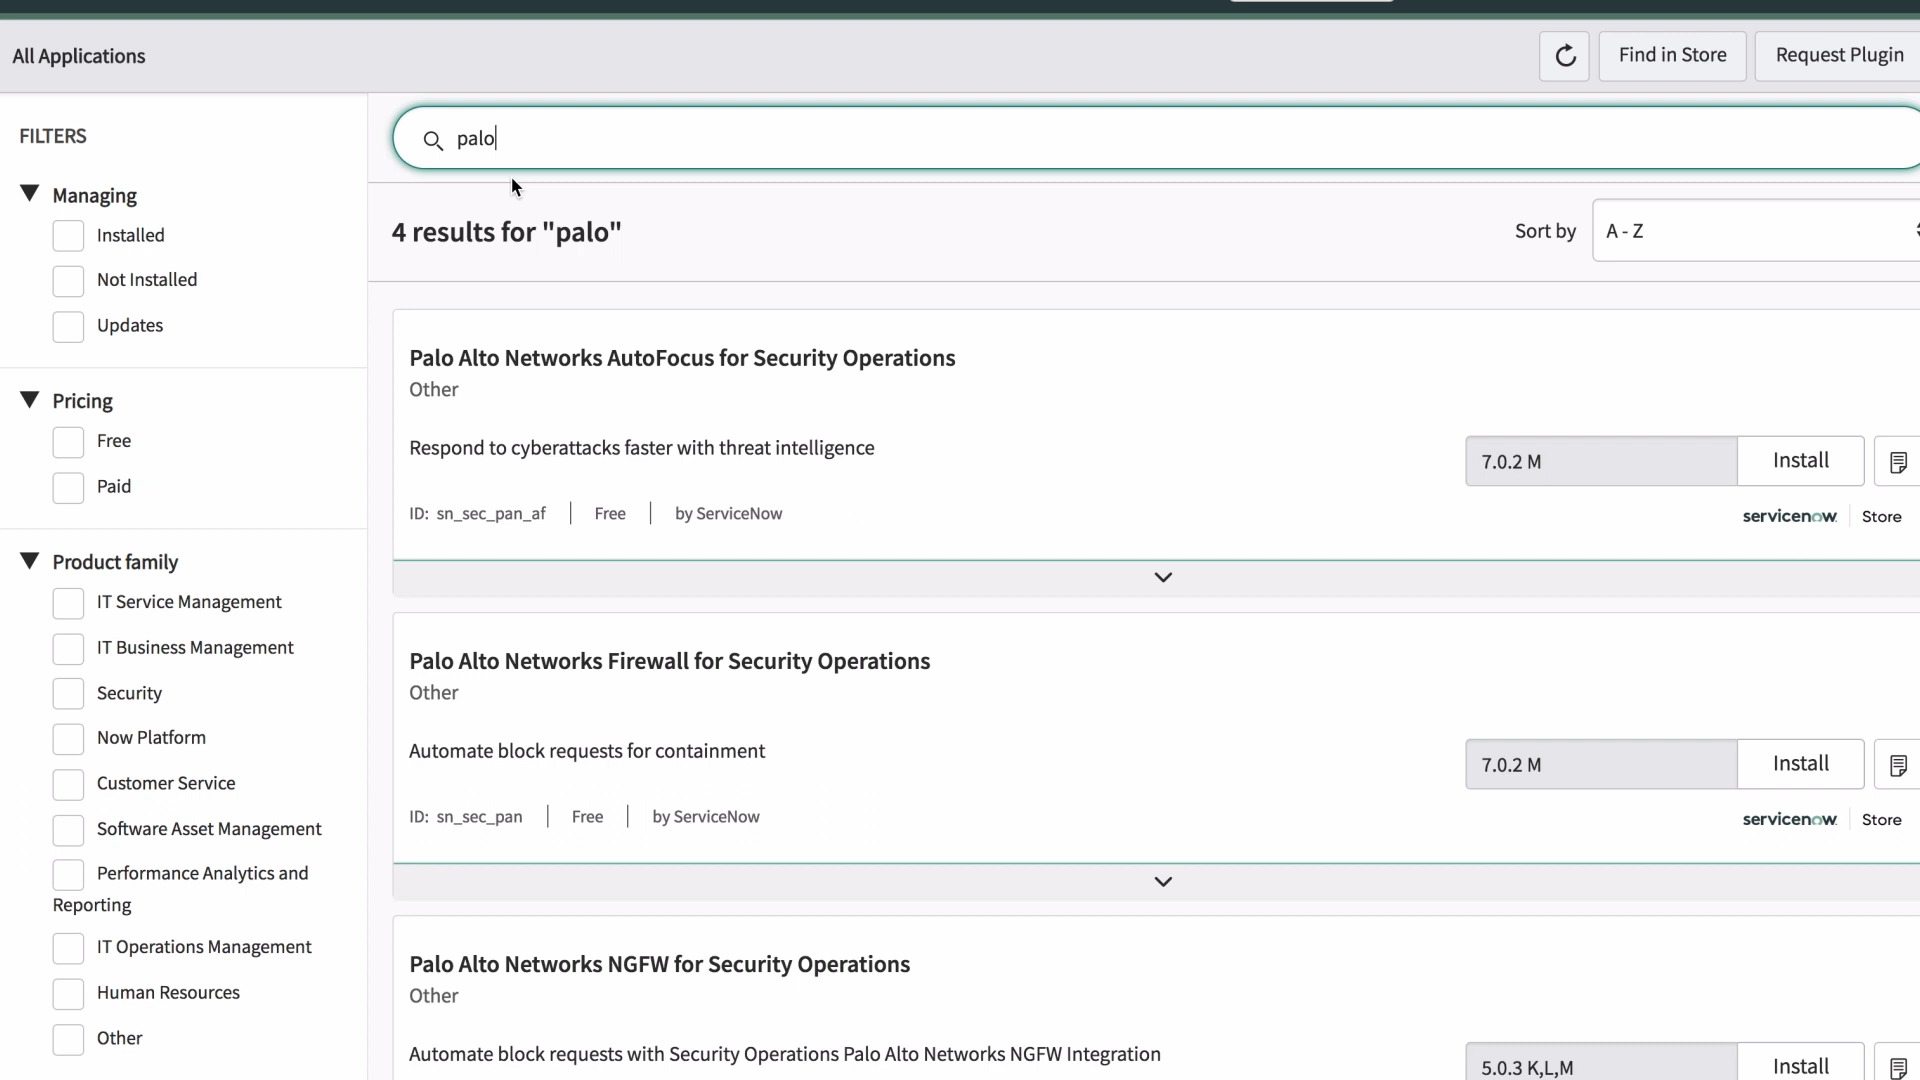 All Applications
Find in Store
Request Plugin
FILTERS
Managing
Installed
Not Installed
Updates
Pricing
Free
Paid
Product family
IT Service Management
IT Business Management
Security
Now Platform
Customer Service
Software Asset Management
Performance Analytics and
Reporting
IT Operations Management
Human Resources
Other
palo
4 results for "palo"
Sort by
A - Z
Palo Alto Networks AutoFocus for Security Operations
Other
Respond to cyberattacks faster with threat intelligence
7.0.2 M
Install
ID: sn_sec_pan_af
Free
by ServiceNow
servicenow
Store
Palo Alto Networks Firewall for Security Operations
Other
Automate block requests for containment
7.0.2 M
Install
ID: sn_sec_pan
Free
by ServiceNow
servicenow
Store
Palo Alto Networks NGFW for Security Operations
Other
Automate block requests with Security Operations Palo Alto Networks NGFW Integration
5.0.3 K,L,M
Install